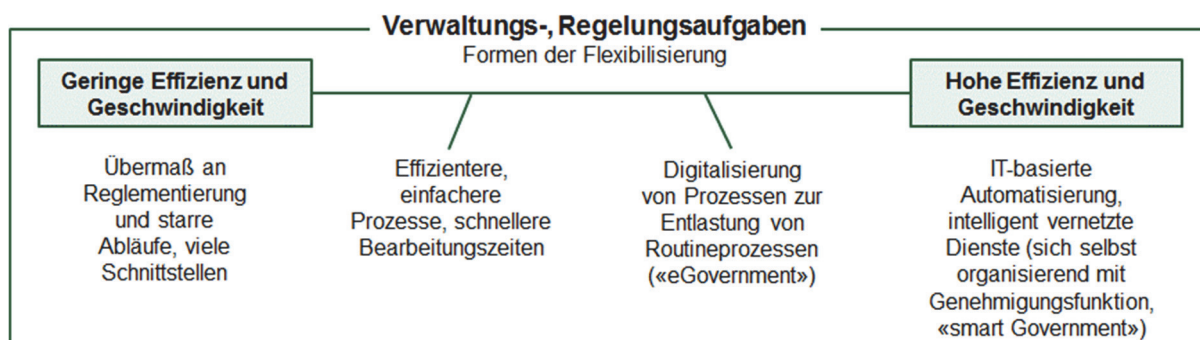 Verwaltungs-, Regelungsaufgaben
Formen der Flexibilisierung
Geringe Effizienz und
Geschwindigkeit
Hohe Effizienz und
Geschwindigkeit
Übermaß an
Reglementierung
und starre
Abläufe, viele
Schnittstellen
Effizientere,
einfachere
Prozesse, schnellere
Bearbeitungszeiten
Digitalisierung
von Prozessen zur
Entlastung von
Routineprozessen
(«eGovernment»)
IT-basierte
Automatisierung,
intelligent vernetzte
Dienste (sich selbst
organisierend mit
Genehmigungsfunktion,
«smart Government»)